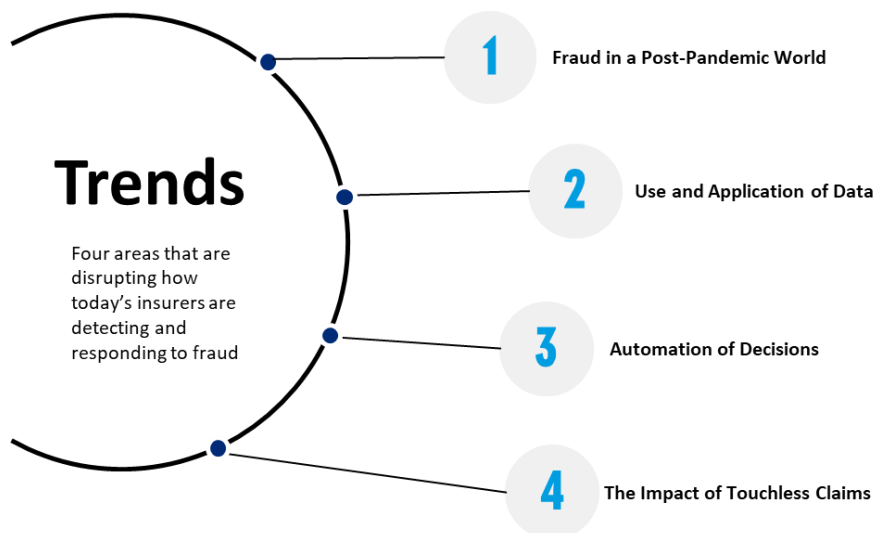 Trends
Four areas that are
disrupting how
today's insurers are
detecting and
responding to fraud
1
Fraud in a Post-Pandemic World
2
Use and Application of Data
3
Automation of Decisions
4
The Impact of Touchless Claims